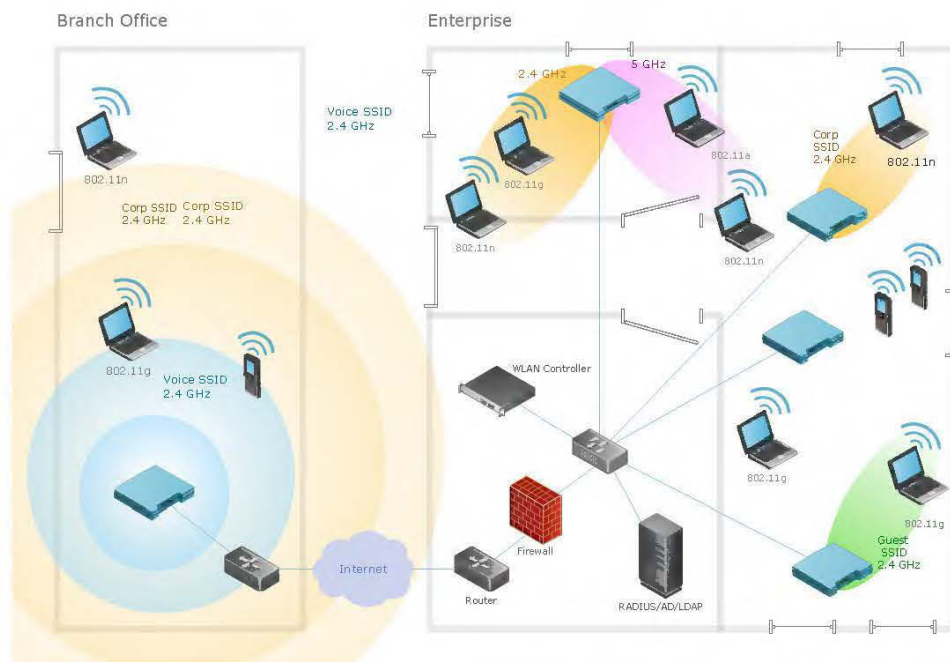 Branch Office
Enterprise
2.4 GHz
5 GHz
Voice SSID
2.4 GHz
Corp
SSID
2.4 GHz
802.11n
802.11a
802.11n
802.11g
Corp SSID Corp SSID
2.4 GHz 2.4 GHz
802.11n
802.11n
802.11g
Voice SSID
2.4 GHz
WLAN Controller
802.11g
802.11g
Guest
SSID
2.4 GHz
Firewall
Internet
Router
RADIUS/AD/LDAP